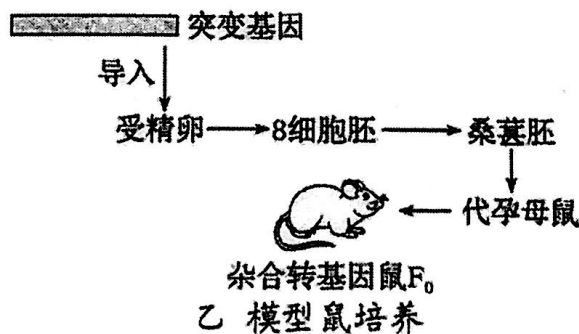 突变基因
导入
受精卵 8细胞胚 桑葚胚
代孕母鼠
杂合转基因鼠F₀
乙 模型鼠培养